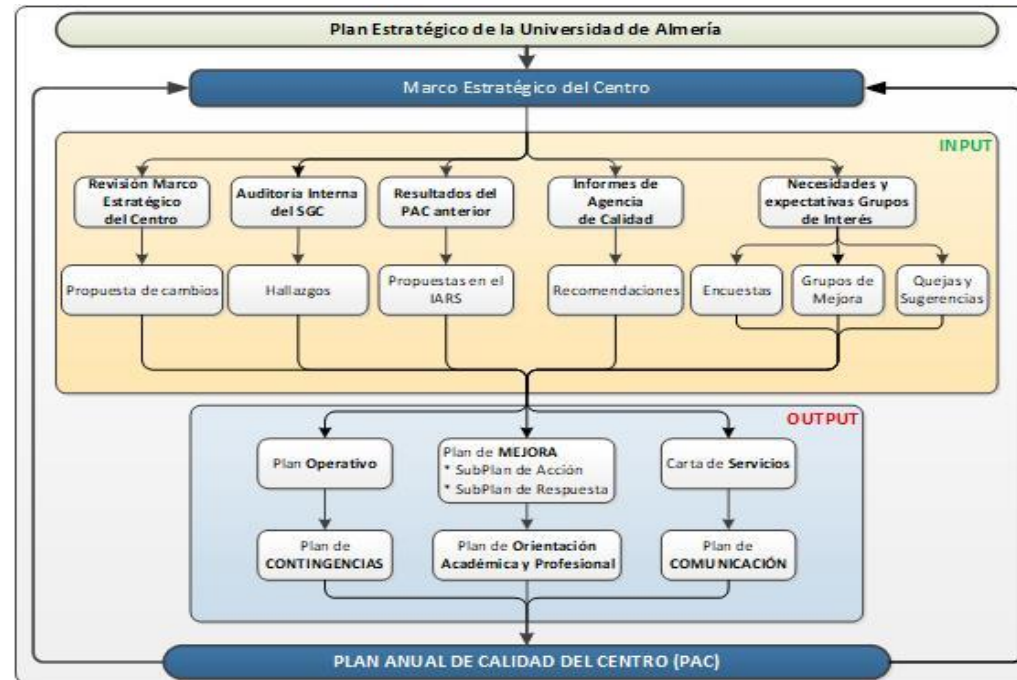 Plan Estratégico de la Universidad de Almería
Marco Estratégico del Centro
INPUT
Revisión Marco
Estratégico
del Centro
Auditoría Interna
del SGC
Resultados del
PAC anterior
Informes de
Agencia
de Calidad
Necesidades y
expectativas Grupos
de Interés
Propuesta de cambios
Hallazgos
Propuestas en el
IARS
Recomendaciones
Encuestas
Grupos de
Mejora
Quejas y
Sugerencias
OUTPUT
Plan Operativo
Plan de MEJORA
* SubPlan de Acción
* SubPlan de Respuesta
Carta de Servicios
Plan de
CONTINGENCIAS
Plan de Orientación
Académica y Profesional
Plan de
COMUNICACIÓN
PLAN ANUAL DE CALIDAD DEL CENTRO (PAC)